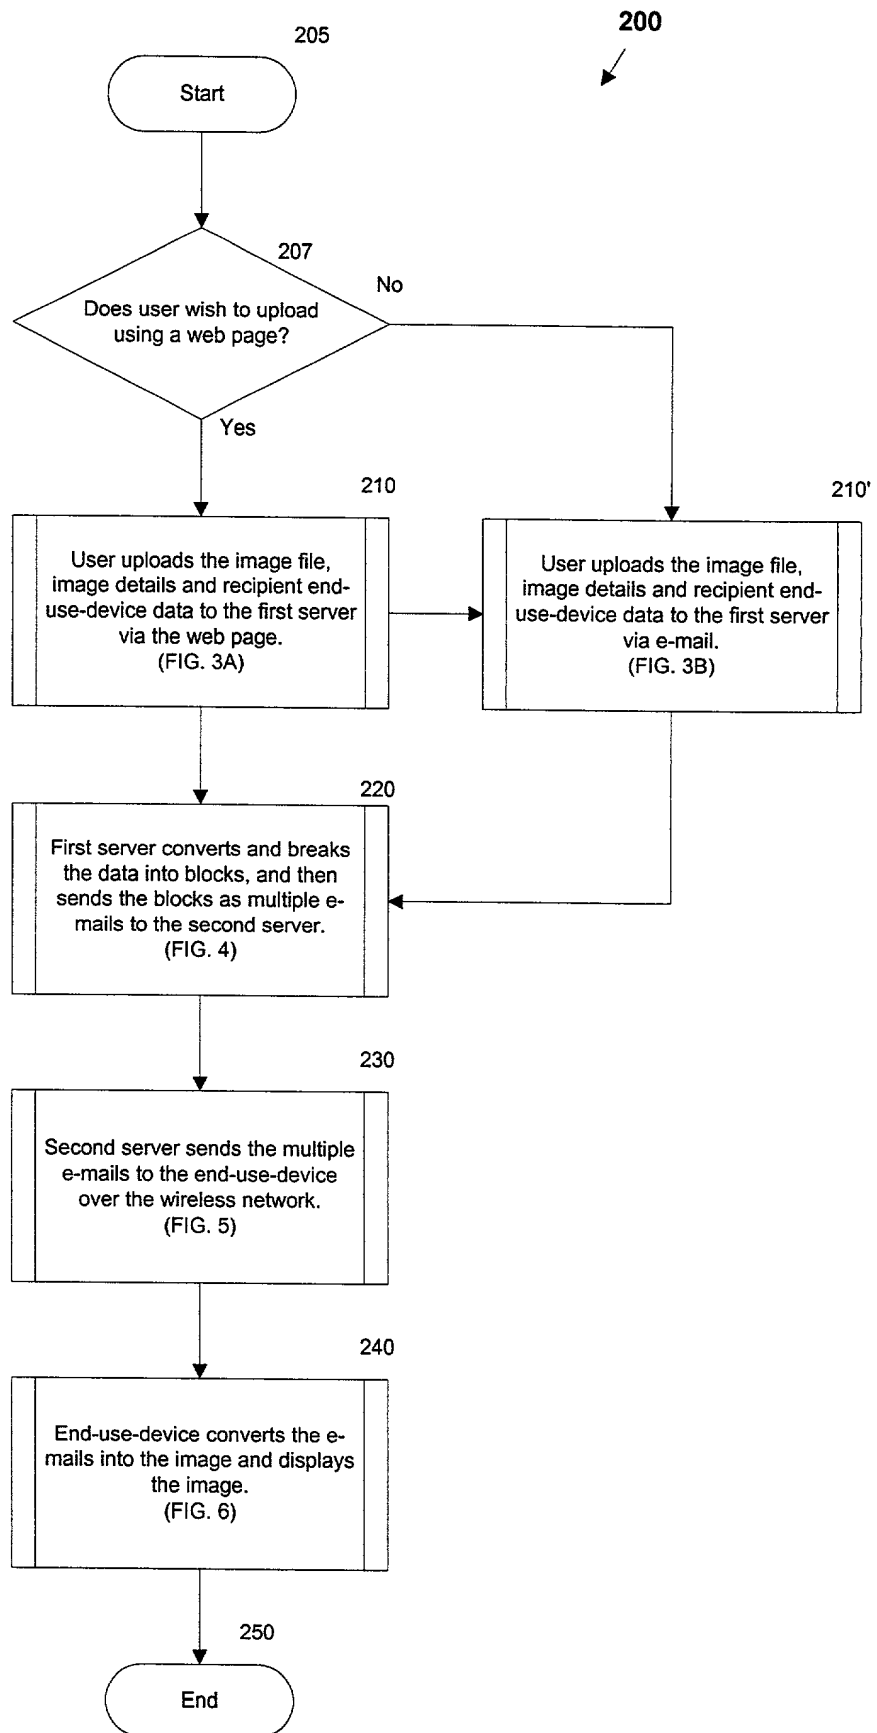 200
205
Start
207
Does user wish to upload
using a web page?
No
Yes
210
User uploads the image file,
image details and recipient end-
use-device data to the first server
via the web page.
(FIG. 3A)
210'
User uploads the image file,
image details and recipient end-
use-device data to the first server
via e-mail.
(FIG. 3B)
220
First server converts and breaks
the data into blocks, and then
sends the blocks as multiple e-
mails to the second server.
(FIG. 4)
230
Second server sends the multiple
e-mails to the end-use-device
over the wireless network.
(FIG. 5)
240
End-use-device converts the e-
mails into the image and displays
the image.
(FIG. 6)
250
End